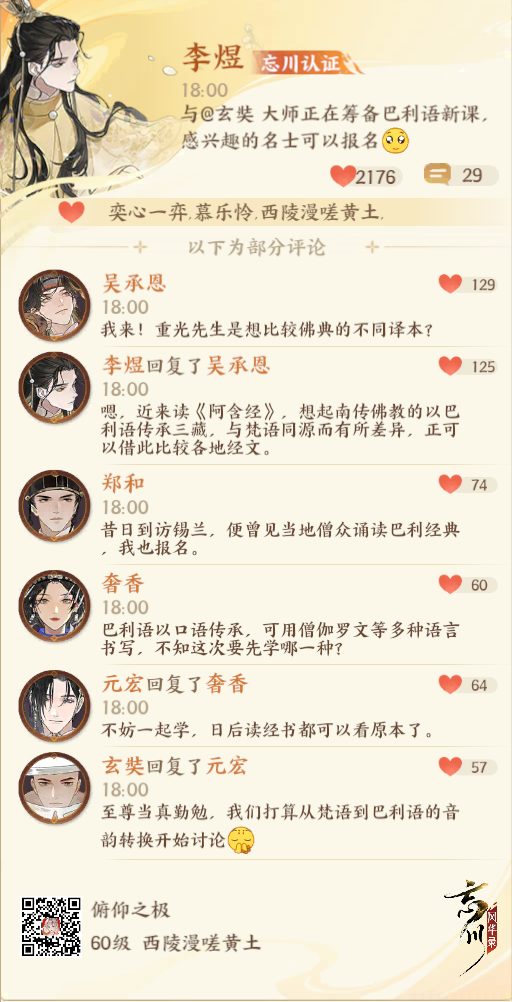 李煜 忘川认证
18:00
与@玄奘 大师正在筹备巴利语新课，
感兴趣的名士可以报名
2176 29
奕心一弈,慕乐怜,西陵漫嗟黄土,
以下为部分评论
吴承恩 129
18:00
我来！重光先生是想比较佛典的不同译本？
李煜回复了吴承恩 125
18:00
嗯，近来读《阿含经》，想起南传佛教的以巴
利语传承三藏，与梵语同源而有所差异，正可
以借此比较各地经文。
郑和 74
18:00
昔日到访锡兰，便曾见当地僧众诵读巴利经典
，我也报名。
奢香 60
18:00
巴利语以口语传承，可用僧伽罗文等多种语言
书写，不知这次要先学哪一种？
元宏回复了奢香 64
18:00
不妨一起学，日后读经书都可以看原本了。
玄奘回复了元宏 57
18:00
至尊当真勤勉，我们打算从梵语到巴利语的音
韵转换开始讨论
俯仰之极
60级 西陵漫嗟黄土
忘川
风华录